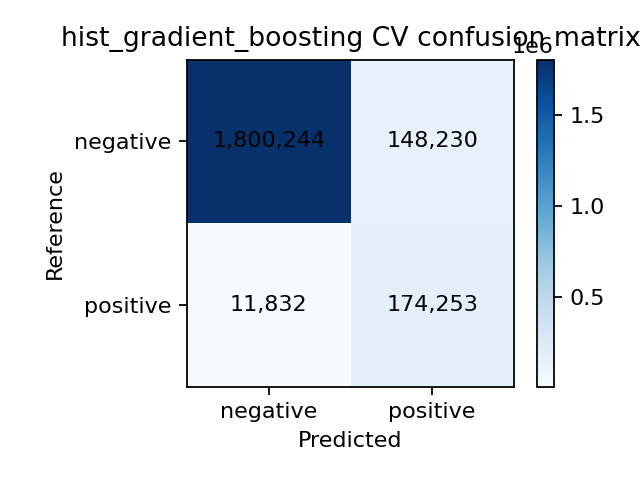 hist_gradient_boosting CV confusion matrix
1e6
negative 1,800,244 148,230
positive 11,832 174,253
negative positive
Predicted
Reference
1.5
1.0
0.5